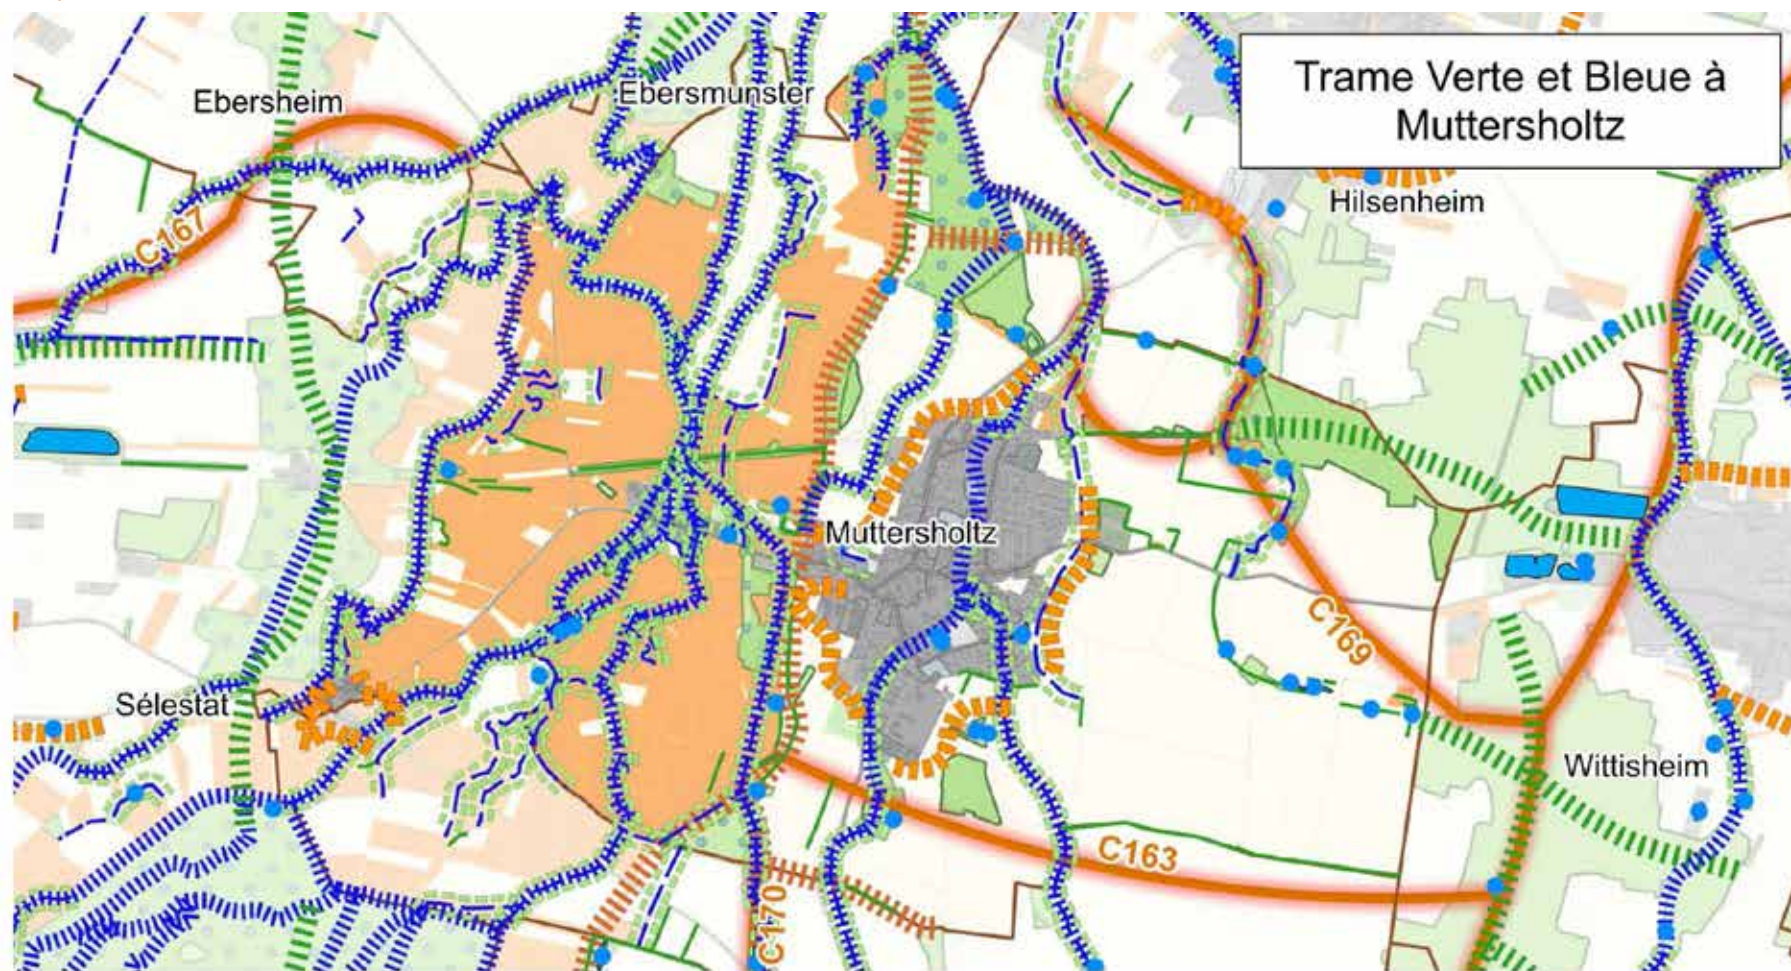 Trame Verte et Bleue à
Muttersholtz
Ebersheim
Ebersmunster
Hilsenheim
C167
Muttersholtz
C169
Sélestat
Wittisheim
C163
C170